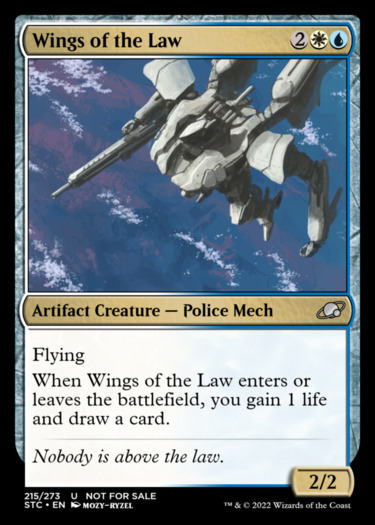 Wings of the Law 2
Artifact Creature — Police Mech
Flying
When Wings of the Law enters or
leaves the battlefield, you gain 1 life
and draw a card.
Nobody is above the law.
2/2
215/273 U NOT FOR SALE
STC • EN MOZY-RYZEL
™ & © 2022 Wizards of the Coast